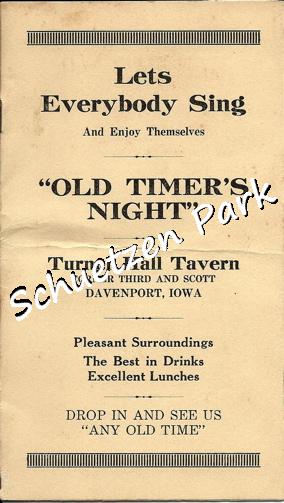 Lets
Everybody Sing
And Enjoy Themselves
"OLD TIMER'S
NIGHT"
Turner Hall Tavern
CORNER THIRD AND SCOTT
DAVENPORT, IOWA
Schuetzen Park
Pleasant Surroundings
The Best in Drinks
Excellent Lunches
DROP IN AND SEE US
"ANY OLD TIME"